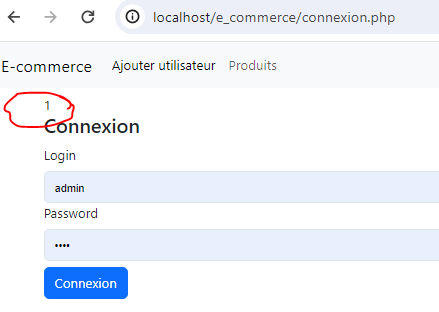 localhost/e_commerce/connexion.php
E-commerce Ajouter utilisateur Produits
1
Connexion
Login
admin
Password
••••
Connexion